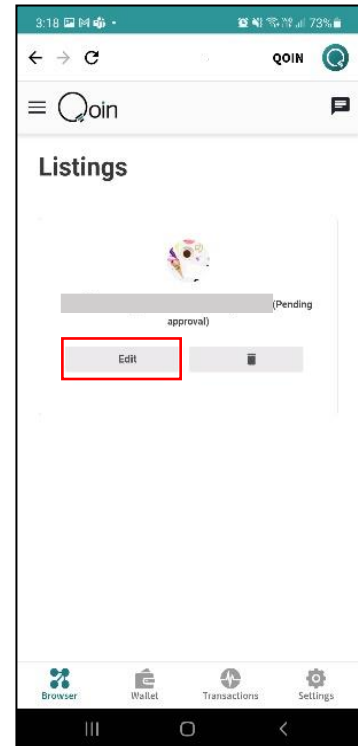 3:18 73%
QOIN
Qoin
Listings
(Pending
approval)
Edit
Browser Wallet Transactions Settings